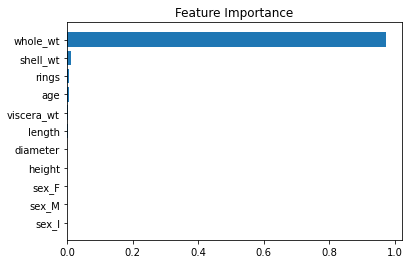 Feature Importance
whole_wt
shell_wt
rings
age
viscera_wt
length
diameter
height
sex_F
sex_M
sex_I
0.0 0.2 0.4 0.6 0.8 1.0